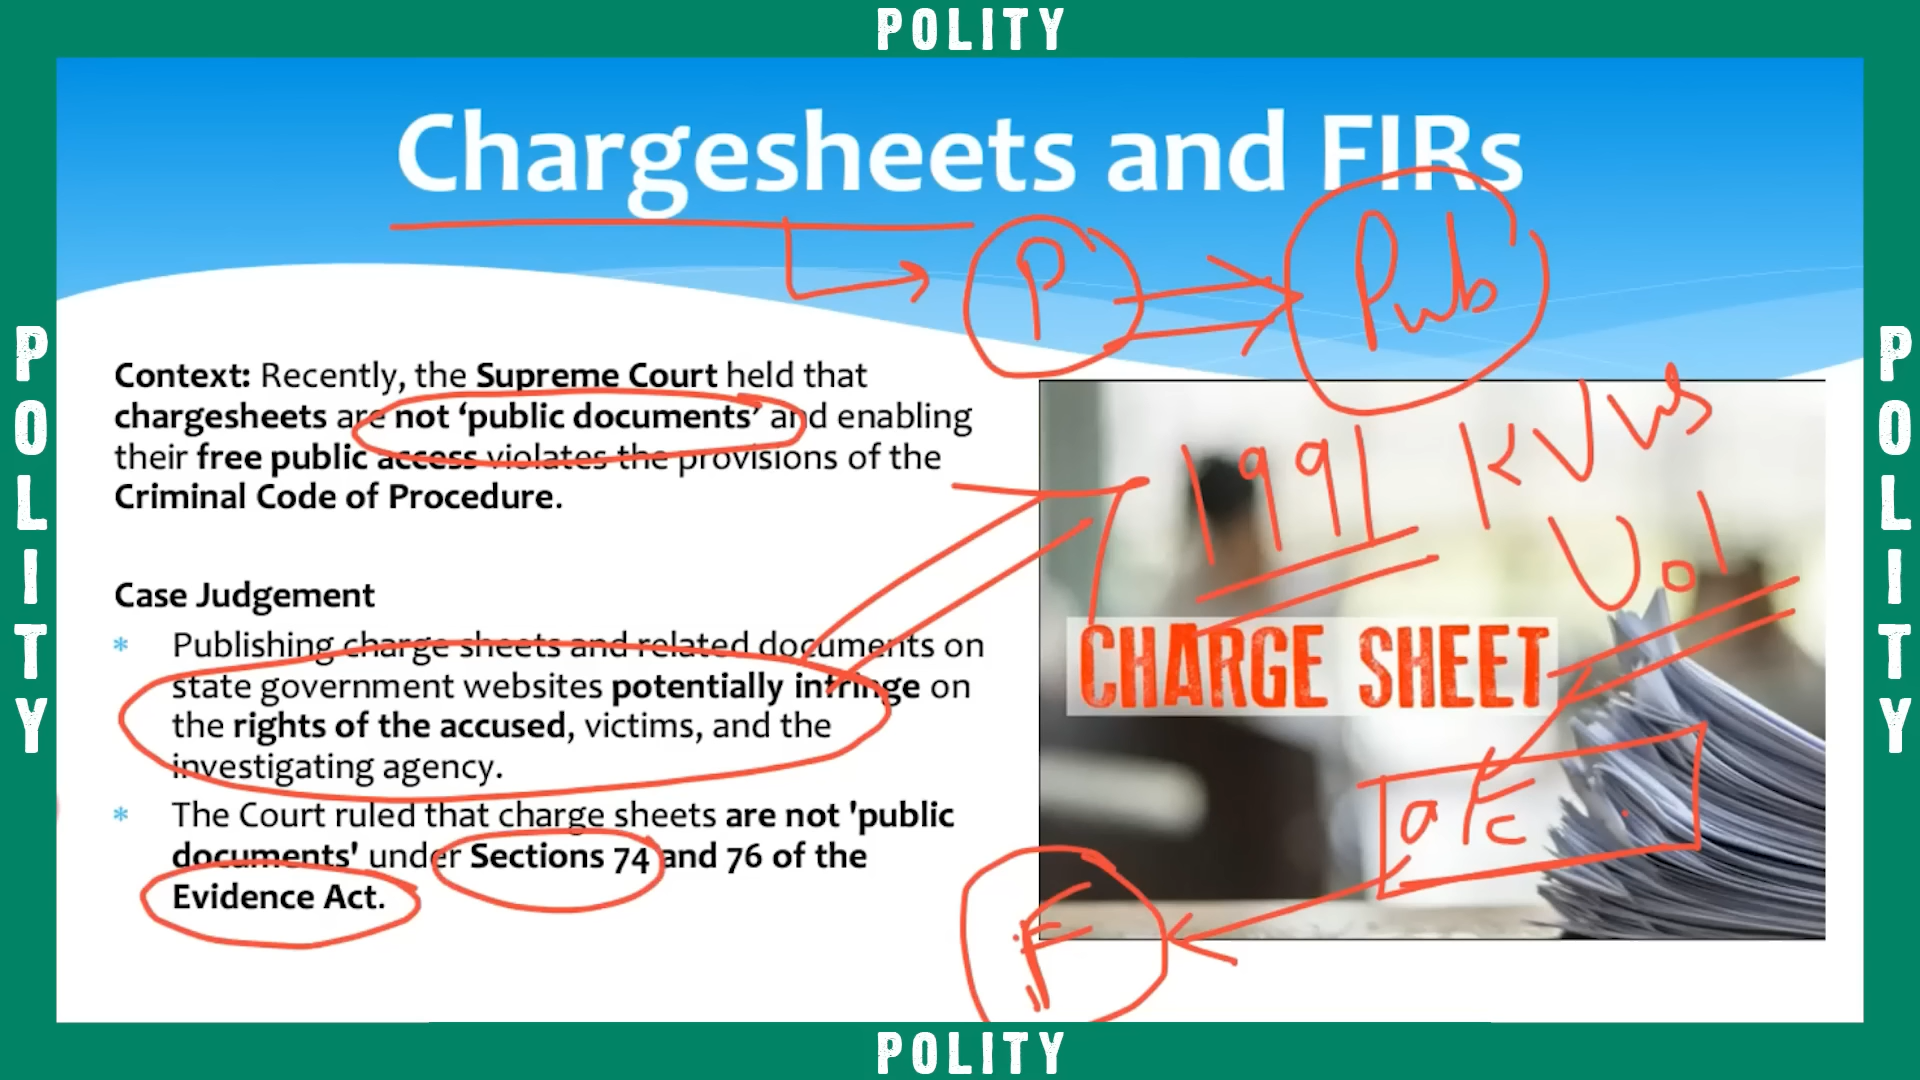 POLITY
Chargesheets and FIRs
P
Pub
POLITY
POLITY
Context: Recently, the Supreme Court held that
chargesheets are not ‘public documents’ and enabling
their free public access violates the provisions of the
Criminal Code of Procedure.
1991 K V vs
UoI
Case Judgement
* Publishing charge sheets and related documents on
state government websites potentially infringe on
the rights of the accused, victims, and the
investigating agency.
CHARGE SHEET
* The Court ruled that charge sheets are not 'public
documents' under Sections 74 and 76 of the
Evidence Act.
F
POLITY